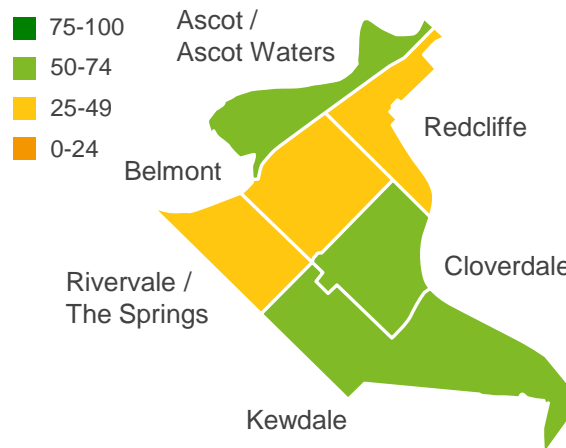 75-100
50-74
25-49
0-24
Ascot /
Ascot Waters
Redcliffe
Belmont
Cloverdale
Rivervale /
The Springs
Kewdale